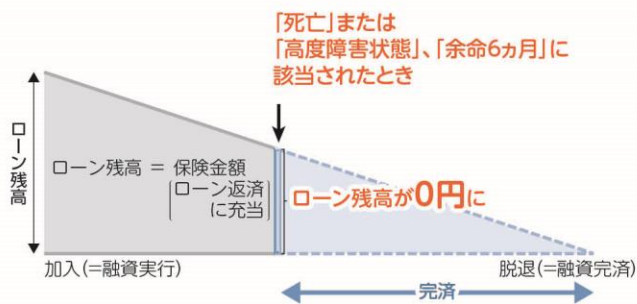 「死亡」または
「高度障害状態」、「余命6ヵ月」に
該当されたとき
ローン残高
ローン残高 = 保険金額
ローン返済
に充当
ローン残高が0円に
加入(=融資実行)
脱退(=融資完済)
完済